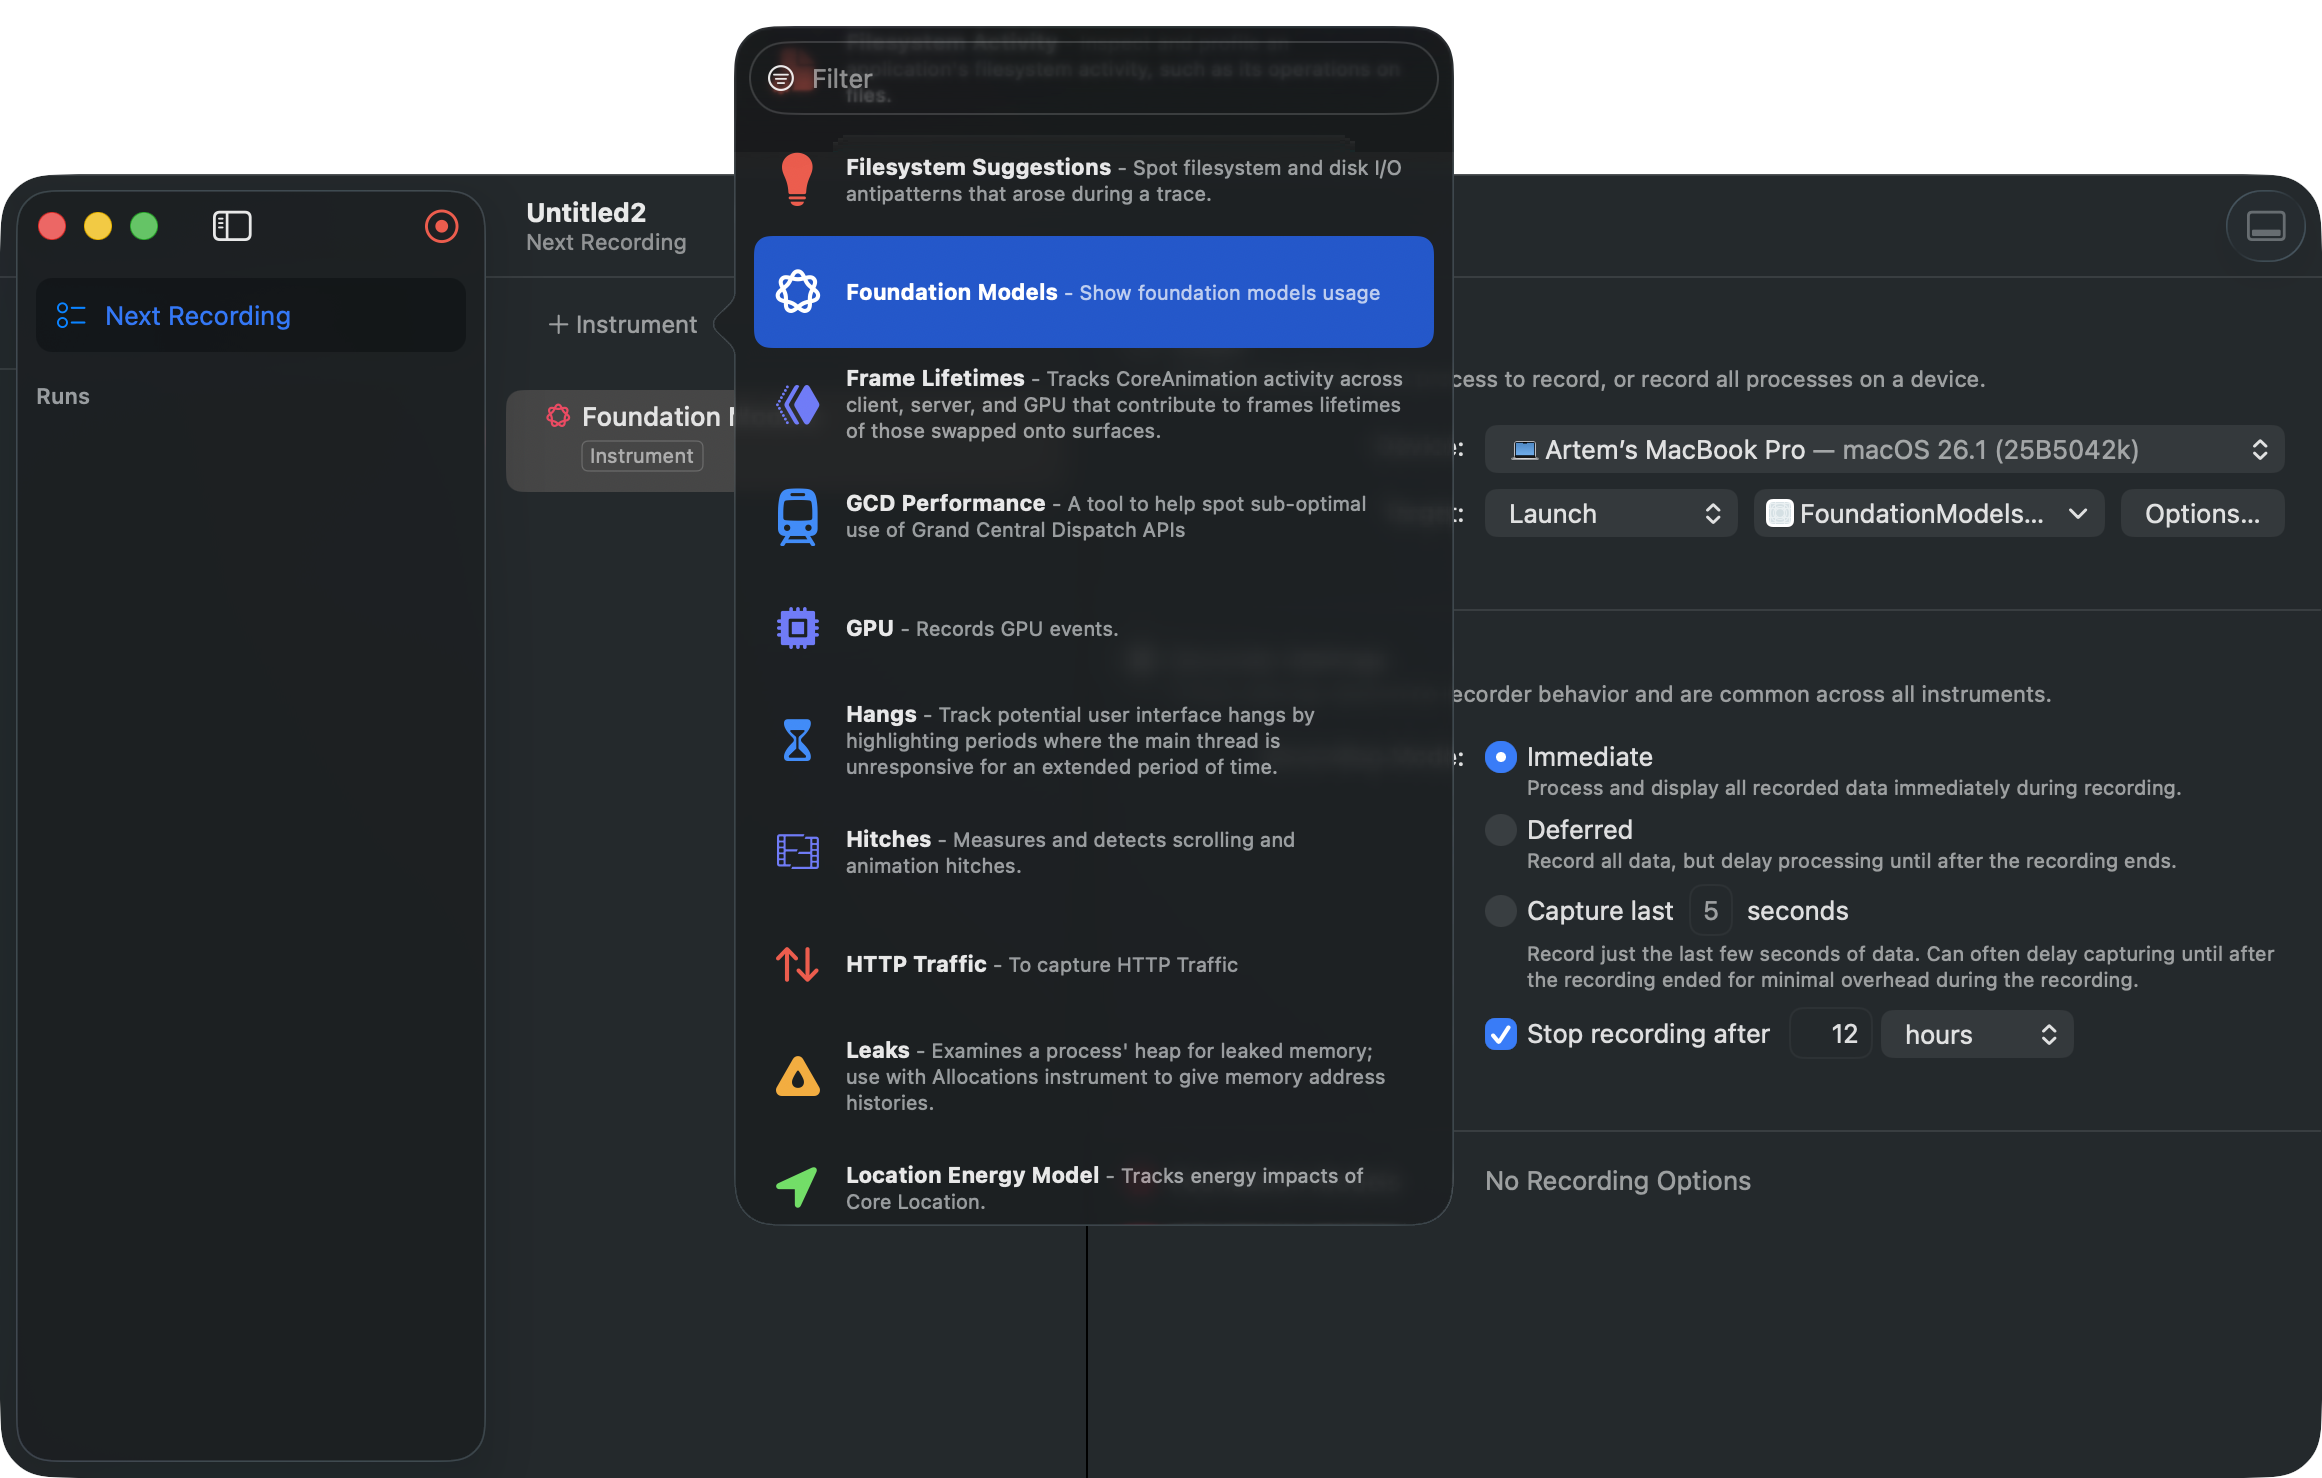 Filesystem Activity
application's filesystem activity, such as its operations on
files.
Filter
Filesystem Suggestions – Spot filesystem and disk I/O
antipatterns that arose during a trace.
Untitled2
Next Recording
Next Recording
Runs
+ Instrument
Foundation
Instrument
Foundation Models – Show foundation models usage
Frame Lifetimes – Tracks CoreAnimation activity across
client, server, and GPU that contribute to frames lifetimes
of those swapped onto surfaces.
GCD Performance – A tool to help spot sub-optimal
use of Grand Central Dispatch APIs
GPU – Records GPU events.
Hangs – Track potential user interface hangs by
highlighting periods where the main thread is
unresponsive for an extended period of time.
Hitches – Measures and detects scrolling and
animation hitches.
HTTP Traffic – To capture HTTP Traffic
Leaks – Examines a process' heap for leaked memory;
use with Allocations instrument to give memory address
histories.
Location Energy Model – Tracks energy impacts of
Core Location.
cess to record, or record all processes on a device.
Artem's MacBook Pro — macOS 26.1 (25B5042k)
Launch
FoundationModels...
Options...
ecorder behavior and are common across all instruments.
Immediate
Process and display all recorded data immediately during recording.
Deferred
Record all data, but delay processing until after the recording ends.
Capture last 5 seconds
Record just the last few seconds of data. Can often delay capturing until after
the recording ended for minimal overhead during the recording.
Stop recording after 12 hours
No Recording Options